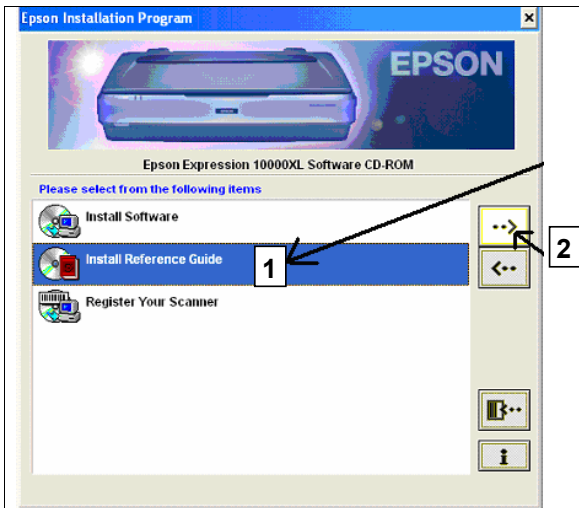 Epson Installation Program
EPSON
Epson Expression 10000XL Software CD-ROM
Please select from the following items
Install Software
Install Reference Guide
1
2
Register Your Scanner
i